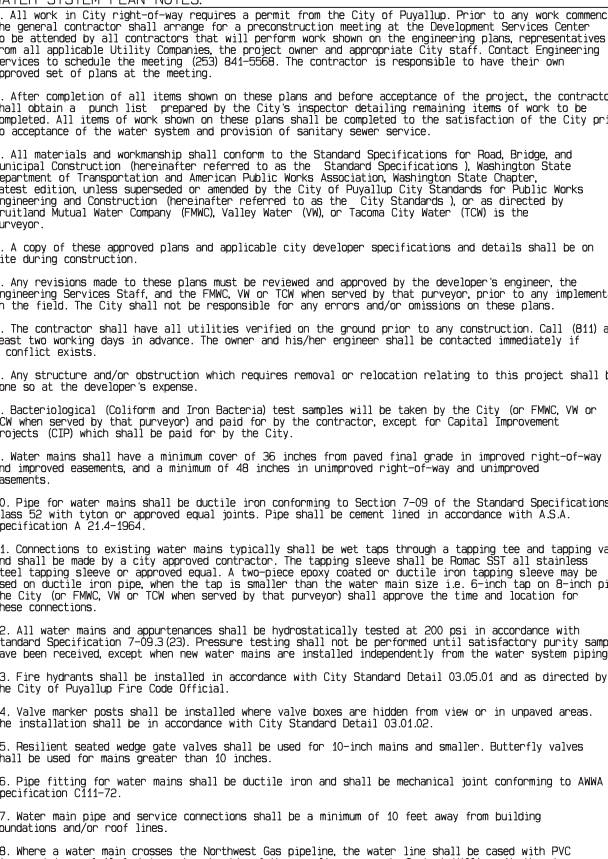 WATER SYSTEM PLAN NOTES:
. All work in City right-of-way requires a permit from the City of Puyallup. Prior to any work commenc
he general contractor shall arrange for a preconstruction meeting at the Development Services Center
o be attended by all contractors that will perform work shown on the engineering plans, representatives
rom all applicable Utility Companies, the project owner and appropriate City staff. Contact Engineering
ervices to schedule the meeting (253) 841-5568. The contractor is responsible to have their own
pproved set of plans at the meeting.
. After completion of all items shown on these plans and before acceptance of the project, the contracto
hall obtain a punch list prepared by the City's inspector detailing remaining items of work to be
ompleted. All items of work shown on these plans shall be completed to the satisfaction of the City pri
o acceptance of the water system and provision of sanitary sewer service.
. All materials and workmanship shall conform to the Standard Specifications for Road, Bridge, and
unicipal Construction (hereinafter referred to as the Standard Specifications ), Washington State
epartment of Transportation and American Public Works Association, Washington State Chapter,
atest edition, unless superseded or amended by the City of Puyallup City Standards for Public Works
ngineering and Construction (hereinafter referred to as the City Standards ), or as directed by
ruitland Mutual Water Company (FMWC), Valley Water (VW), or Tacoma City Water (TCW) is the
urveyor.
. A copy of these approved plans and applicable city developer specifications and details shall be on
ite during construction.
. Any revisions made to these plans must be reviewed and approved by the developer's engineer, the
ngineering Services Staff, and the FMWC, VW or TCW when served by that purveyor, prior to any implement
n the field. The City shall not be responsible for any errors and/or omissions on these plans.
. The contractor shall have all utilities verified on the ground prior to any construction. Call (811) a
east two working days in advance. The owner and his/her engineer shall be contacted immediately if
conflict exists.
. Any structure and/or obstruction which requires removal or relocation relating to this project shall b
one so at the developer's expense.
. Bacteriological (Coliform and Iron Bacteria) test samples will be taken by the City (or FMWC, VW or
CW when served by that purveyor) and paid for by the contractor, except for Capital Improvement
rojects (CIP) which shall be paid for by the City.
. Water mains shall have a minimum cover of 36 inches from paved final grade in improved right-of-way
nd improved easements, and a minimum of 48 inches in unimproved right-of-way and unimproved
asements.
0. Pipe for water mains shall be ductile iron conforming to Section 7-09 of the Standard Specifications
lass 52 with tyton or approved equal joints. Pipe shall be cement lined in accordance with A.S.A.
pecification A 21.4-1964.
1. Connections to existing water mains typically shall be wet taps through a tapping tee and tapping va
nd shall be made by a city approved contractor. The tapping sleeve shall be Romac SST all stainless
teel tapping sleeve or approved equal. A two-piece epoxy coated or ductile iron tapping sleeve may be
sed on ductile iron pipe, when the tap is smaller than the water main size i.e. 6-inch tap on 8-inch pi
he City (or FMWC, VW or TCW when served by that purveyor) shall approve the time and location for
hese connections.
2. All water mains and appurtenances shall be hydrostatically tested at 200 psi in accordance with
tandard Specification 7-09.3(23). Pressure testing shall not be performed until satisfactory purity samp
ave been received, except when new water mains are installed independently from the water system piping
3. Fire hydrants shall be installed in accordance with City Standard Detail 03.05.01 and as directed by
he City of Puyallup Fire Code Official.
4. Valve marker posts shall be installed where valve boxes are hidden from view or in unpaved areas.
he installation shall be in accordance with City Standard Detail 03.01.02.
5. Resilient seated wedge gate valves shall be used for 10-inch mains and smaller. Butterfly valves
hall be used for mains greater than 10 inches.
6. Pipe fitting for water mains shall be ductile iron and shall be mechanical joint conforming to AWWA
pecification C111-72.
7. Water main pipe and service connections shall be a minimum of 10 feet away from building
oundations and/or roof lines.
8. Where a water main crosses the Northwest Gas pipeline, the water line shall be cased with PVC